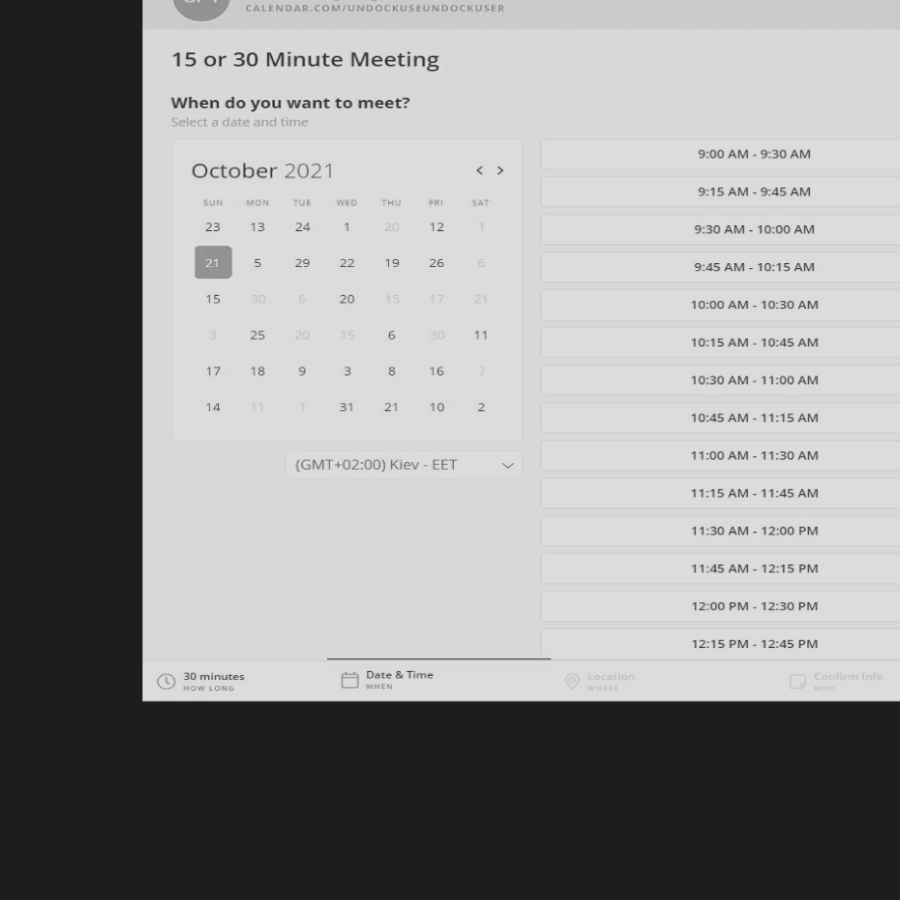 CALENDAR.COM/UNDOCKUSEUNDOCKUSER
15 or 30 Minute Meeting
When do you want to meet?
Select a date and time
October 2021 < >
SUN MON TUE WED THU FRI SAT
23 13 24 1 20 12 1
21 5 29 22 19 26 6
15 30 6 20 15 17 21
3 25 20 15 6 30 11
17 18 9 3 8 16 7
14 11 1 31 21 10 2
(GMT+02:00) Kiev - EET
9:00 AM - 9:30 AM
9:15 AM - 9:45 AM
9:30 AM - 10:00 AM
9:45 AM - 10:15 AM
10:00 AM - 10:30 AM
10:15 AM - 10:45 AM
10:30 AM - 11:00 AM
10:45 AM - 11:15 AM
11:00 AM - 11:30 AM
11:15 AM - 11:45 AM
11:30 AM - 12:00 PM
11:45 AM - 12:15 PM
12:00 PM - 12:30 PM
12:15 PM - 12:45 PM
30 minutes
HOW LONG
Date & Time
WHEN
Location
WHERE
Confirm Info
WHO